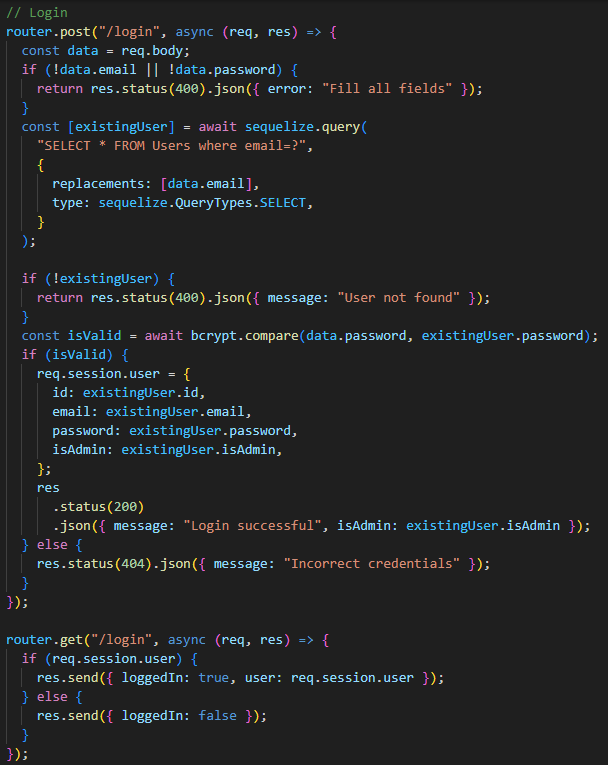 // Login
router.post("/login", async (req, res) => {
  const data = req.body;
  if (!data.email || !data.password) {
    return res.status(400).json({ error: "Fill all fields" });
  }
  const [existingUser] = await sequelize.query(
    "SELECT * FROM Users where email=?",
    {
      replacements: [data.email],
      type: sequelize.QueryTypes.SELECT,
    }
  );

  if (!existingUser) {
    return res.status(400).json({ message: "User not found" });
  }
  const isValid = await bcrypt.compare(data.password, existingUser.password);
  if (isValid) {
    req.session.user = {
      id: existingUser.id,
      email: existingUser.email,
      password: existingUser.password,
      isAdmin: existingUser.isAdmin,
    };
    res
      .status(200)
      .json({ message: "Login successful", isAdmin: existingUser.isAdmin });
  } else {
    res.status(404).json({ message: "Incorrect credentials" });
  }
});

router.get("/login", async (req, res) => {
  if (req.session.user) {
    res.send({ loggedIn: true, user: req.session.user });
  } else {
    res.send({ loggedIn: false });
  }
});